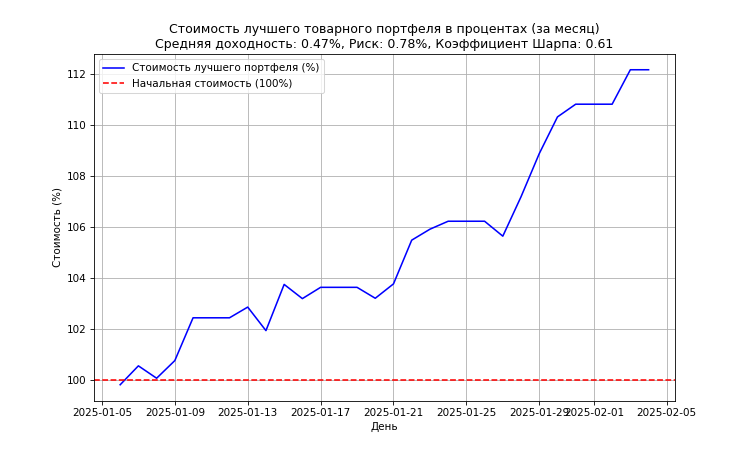 Стоимость лучшего товарного портфеля в процентах (за месяц)
Средняя доходность: 0.47%, Риск: 0.78%, Коэффициент Шарпа: 0.61
Стоимость лучшего портфеля (%)
Начальная стоимость (100%)
Стоимость (%)
112
110
108
106
104
102
100
2025-01-05 2025-01-09 2025-01-13 2025-01-17 2025-01-21 2025-01-25 2025-01-29 2025-02-01 2025-02-05
День